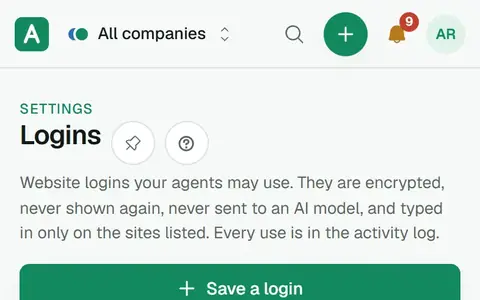 A
All companies
9
AR
SETTINGS
Logins
Website logins your agents may use. They are encrypted,
never shown again, never sent to an AI model, and typed
in only on the sites listed. Every use is in the activity log.
Save a login